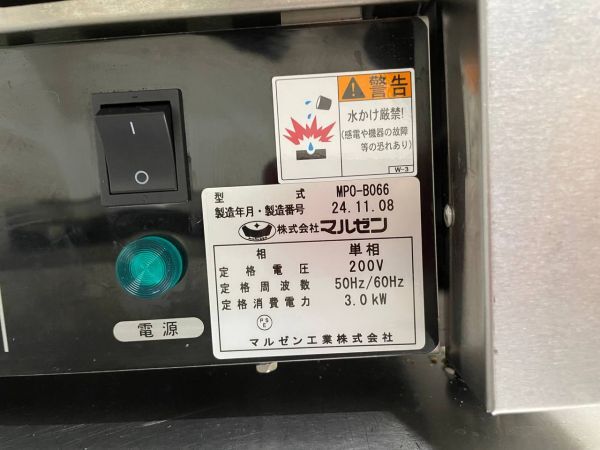 警告
水かけ厳禁!
(感電や機器の故障
等の恐れあり)
W-3
型式 MPO-B066
製造年月・製造番号 24.11.08
株式会社マルゼン
相 単相
定格電圧 200V
定格周波数 50Hz/60Hz
定格消費電力 3.0kW
PSE
マルゼン工業株式会社
電源